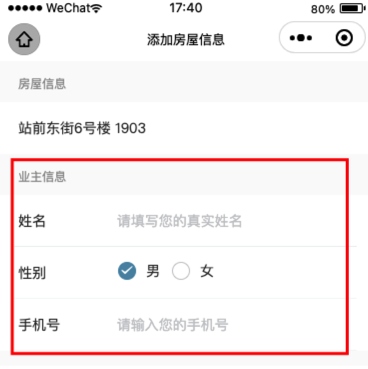 WeChat 17:40 80%
添加房屋信息
房屋信息
站前东街6号楼 1903
业主信息
姓名 请填写您的真实姓名
性别 男 女
手机号 请输入您的手机号